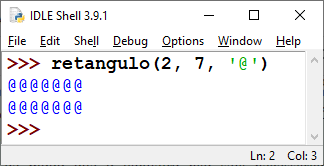 IDLE Shell 3.9.1
File Edit Shell Debug Options Window Help
>>> retangulo(2, 7, '@')
@@@@@@@
@@@@@@@
>>>
Ln: 2 Col: 3